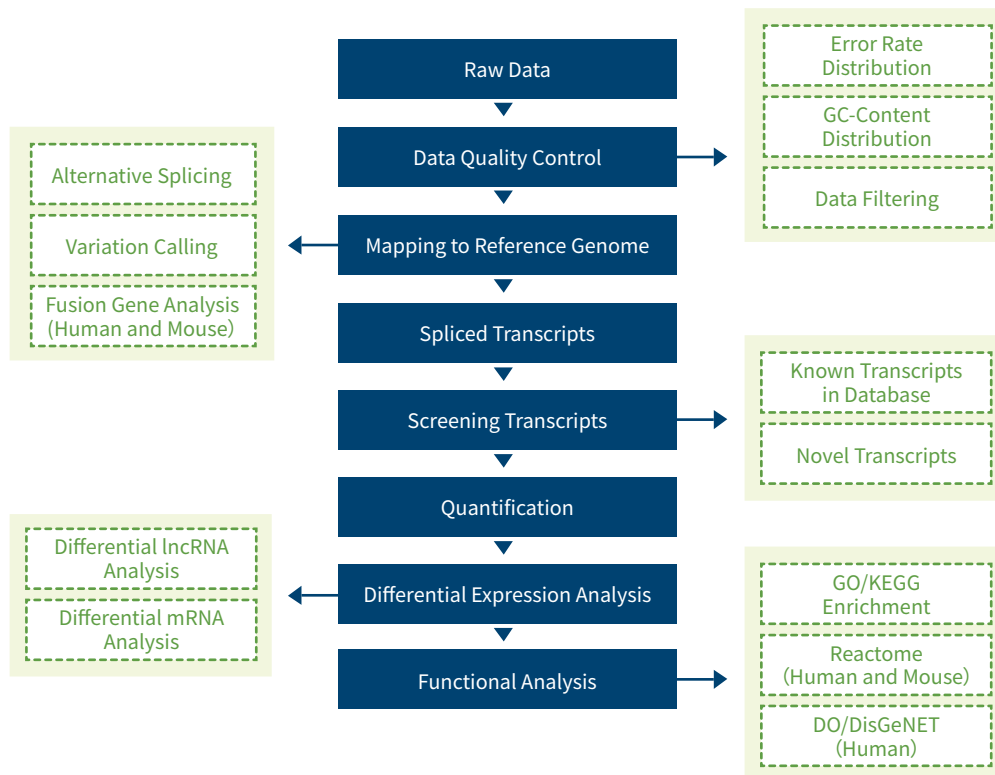 Raw Data
Error Rate
Distribution
GC-Content
Distribution
Data Filtering
Data Quality Control
Alternative Splicing
Variation Calling
Fusion Gene Analysis
(Human and Mouse）
Mapping to Reference Genome
Spliced Transcripts
Screening Transcripts
Known Transcripts
in Database
Novel Transcripts
Quantification
Differential lncRNA
Analysis
Differential mRNA
Analysis
Differential Expression Analysis
GO/KEGG
Enrichment
Reactome
（Human and Mouse）
DO/DisGeNET
（Human）
Functional Analysis